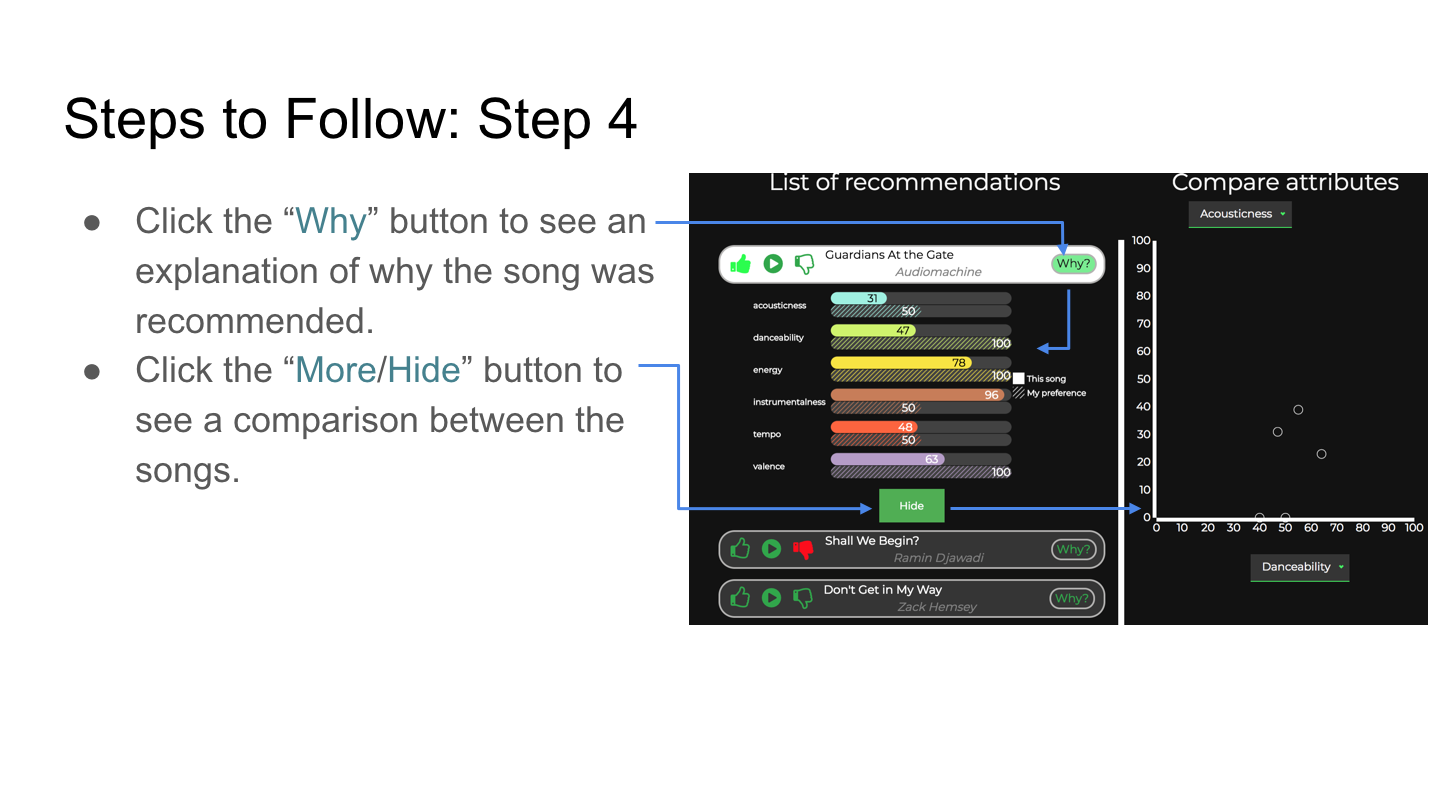 Steps to Follow: Step 4
● Click the “Why” button to see an
explanation of why the song was
recommended.
● Click the “More/Hide” button to
see a comparison between the
songs.
List of recommendations
Guardians At the Gate
Audiomachine
Why?
acousticness
31
50
danceability
47
100
energy
78
100
instrumentalness
96
50
tempo
48
50
valence
63
100
This song
My preference
Hide
Shall We Begin?
Ramin Djawadi
Why?
Don't Get in My Way
Zack Hemsey
Why?
Compare attributes
Acousticness
100
90
80
70
60
50
40
30
20
10
0
0 10 20 30 40 50 60 70 80 90 100
Danceability